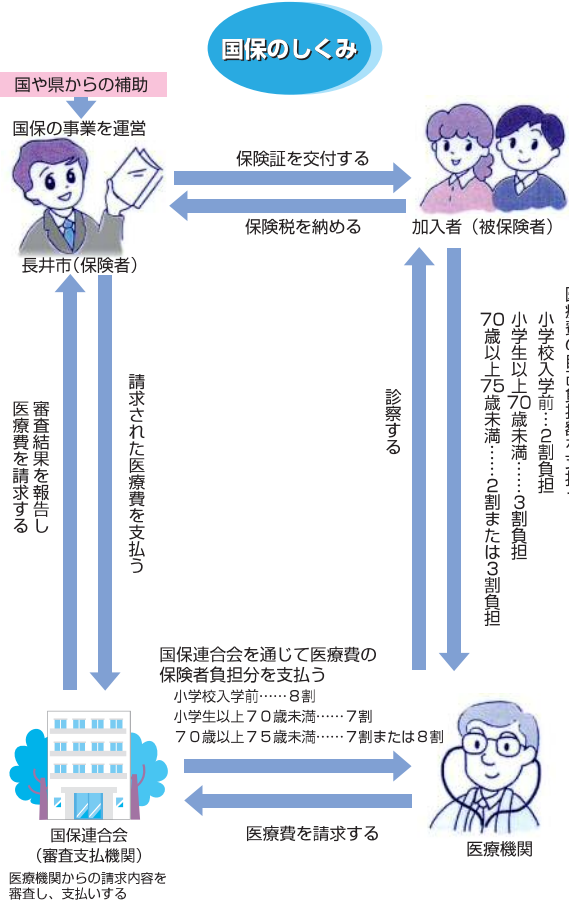 国保のしくみ
国や県からの補助
国保の事業を運営
長井市（保険者）
保険証を交付する
保険税を納める
加入者（被保険者）
小学校入学前…２割負担
小学生以上70歳未満……３割負担
70歳以上75歳未満……２割または３割負担
診察する
請求された医療費を支払う
審査結果を報告し
医療費を請求する
国保連合会を通じて医療費の
保険者負担分を支払う
小学校入学前……８割
小学生以上７０歳未満……７割
７０歳以上７５歳未満……７割または８割
医療費を請求する
国保連合会
（審査支払機関）
医療機関からの請求内容を
審査し、支払いする
医療機関